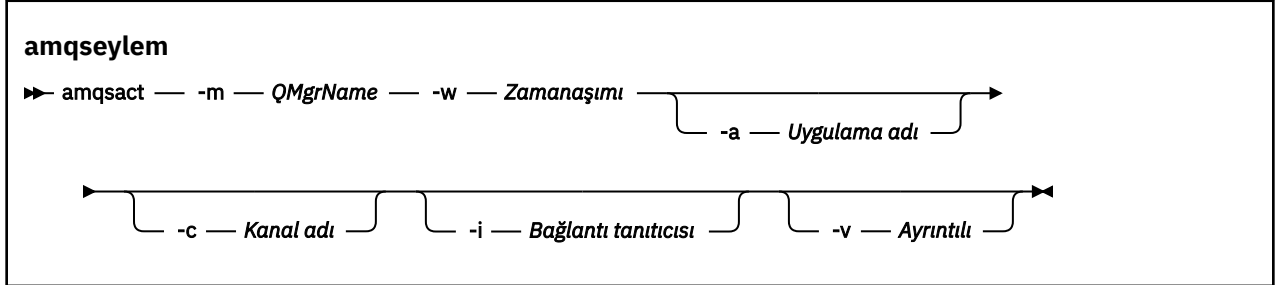 amqseylem
amqsact -m QMgrName -w Zamanaşımı
-a Uygulama adı
-c Kanal adı -i Bağlantı tanıtıcısı -v Ayrıntılı